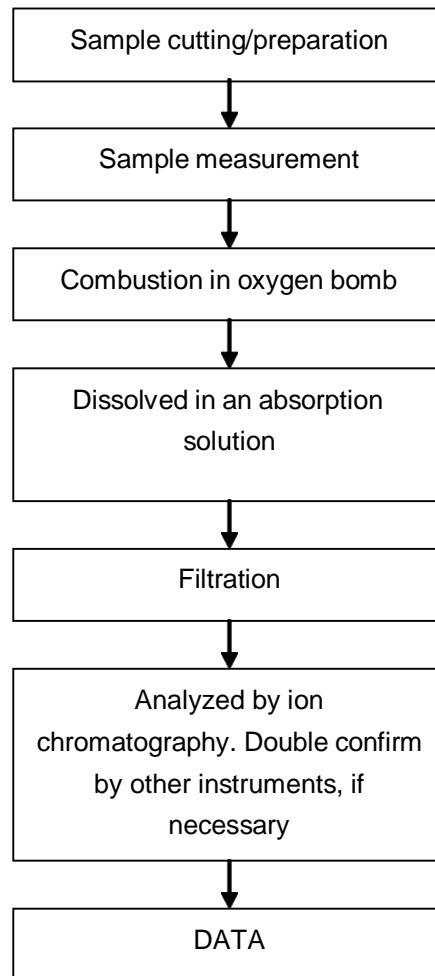 Sample cutting/preparation
Sample measurement
Combustion in oxygen bomb
Dissolved in an absorption
solution
Filtration
Analyzed by ion
chromatography. Double confirm
by other instruments, if
necessary
DATA